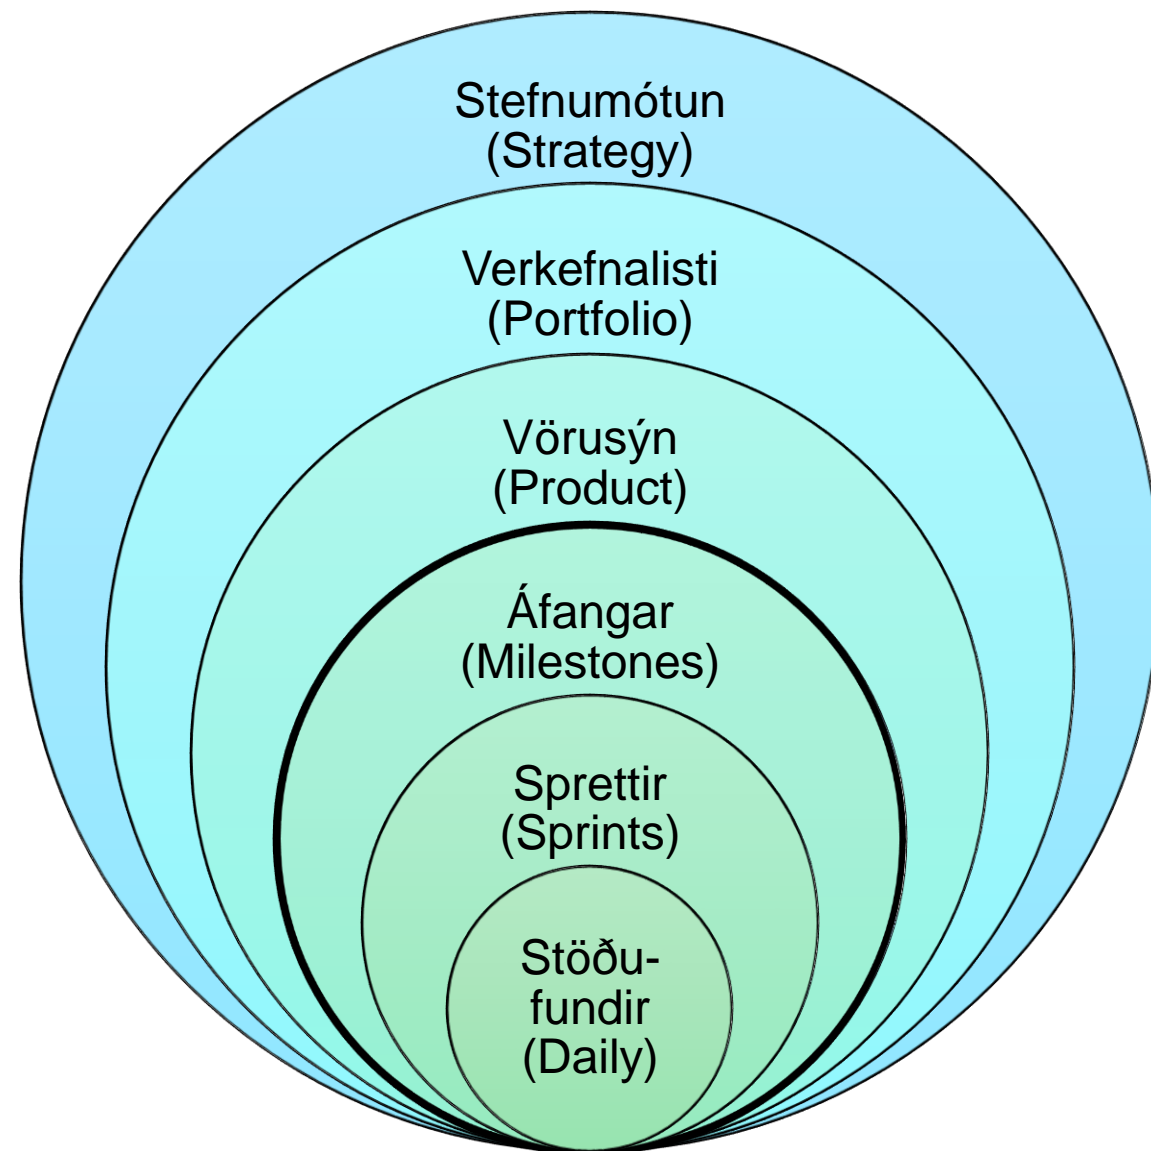 Stefnumótun
(Strategy)
Verkefnalisti
(Portfolio)
Vörusýn
(Product)
Áfangar
(Milestones)
Sprettir
(Sprints)
Stöðu-
fundir
(Daily)